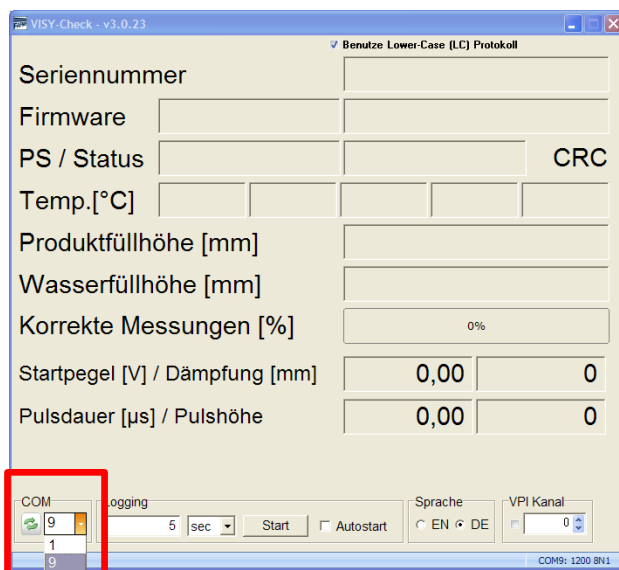 VISY-Check - v3.0.23
Benutze Lower-Case (LC) Protokoll
Seriennummer
Firmware
PS / Status CRC
Temp.[°C]
Produktfüllhöhe [mm]
Wasserfüllhöhe [mm]
Korrekte Messungen [%] 0%
Startpegel [V] / Dämpfung [mm] 0,00 0
Pulsdauer [µs] / Pulshöhe 0,00 0
COM Logging Sprache VPI Kanal
9 5 sec Start Autostart EN DE 0
1
9
COM9: 1200 8N1